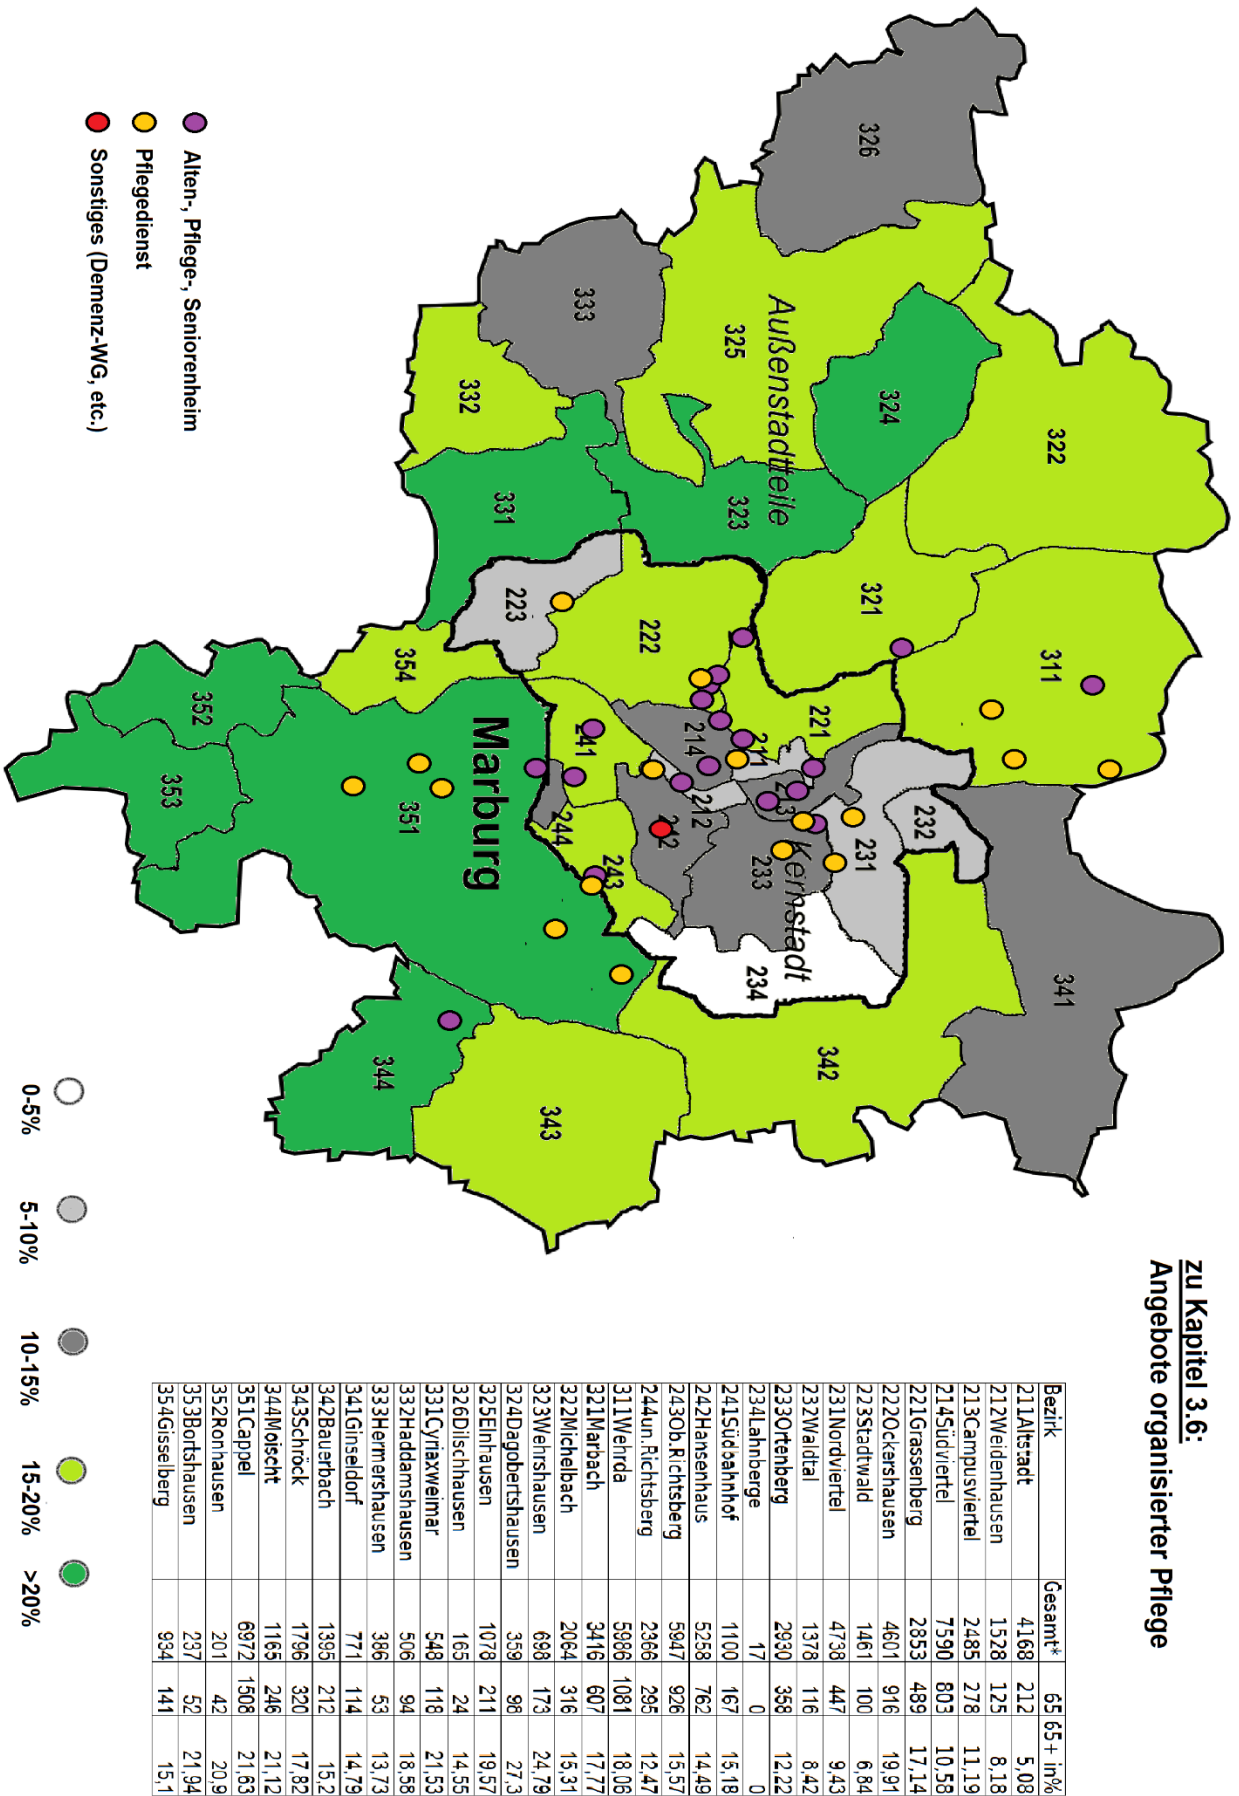 zu Kapitel 3.6:
Angebote organisierter Pflege
Bezirk Gesamt* 65 65+ in%
211Altstadt 4168 212 5,08
212Weidenhausen 1528 125 8,18
213Campusviertel 2485 278 11,19
214Südviertel 7590 803 10,58
221Grassenberg 2853 489 17,14
222Ockershausen 4601 916 19,91
223Stadtwald 1461 100 6,84
231Nordviertel 4738 447 9,43
232Waldtal 1378 116 8,42
233Ortenberg 2930 358 12,22
234Lahnberge 17 0 0
241Südbahnhof 1100 167 15,18
242Hansenhaus 5258 762 14,49
243Ob.Richtsberg 5947 926 15,57
244un.Richtsberg 2366 295 12,47
311Wehrda 5986 1081 18,06
321Marbach 3416 607 17,77
322Michelbach 2064 316 15,31
323Wehrshausen 698 173 24,79
324Dagobertshausen 359 98 27,3
325Elnhausen 1078 211 19,57
326Dilschhausen 165 24 14,55
331Cyriaxweimar 548 118 21,53
332Haddamshausen 506 94 18,58
333Hermershausen 386 53 13,73
341Ginseldorf 771 114 14,79
342Bauerbach 1395 212 15,2
343Schröck 1796 320 17,82
344Moischt 1165 246 21,12
351Cappel 6972 1508 21,63
352Ronhausen 201 42 20,9
353Bortshausen 237 52 21,94
354Gisselberg 934 141 15,1
326
322
324
Außenstadtteile
325
333
332
331
323
321
311
223
222
221
354
352
353
351
Marburg
241
214
211
213
212
242
244
243
233
Kernstadt
231
232
234
341
342
343
344
Alten-, Pflege-, Seniorenheim
Pflegedienst
Sonstiges (Demenz-WG, etc.)
0-5%
5-10%
10-15%
15-20%
>20%